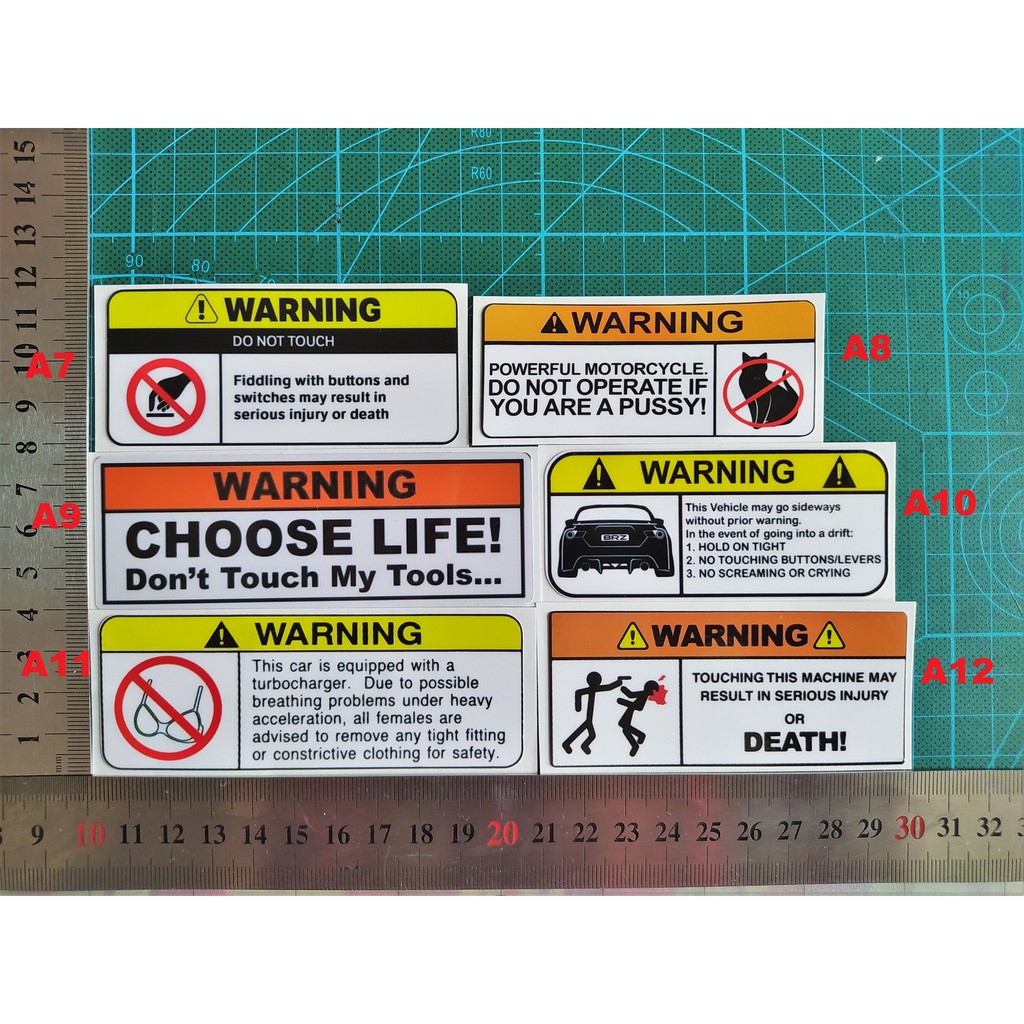 R80
R60
90
80
70
15
14
13
12
11
10
9
8
7
6
5
4
3
2
1
mm
A7
WARNING
DO NOT TOUCH
Fiddling with buttons and
switches may result in
serious injury or death
A8
WARNING
POWERFUL MOTORCYCLE.
DO NOT OPERATE IF
YOU ARE A PUSSY!
A9
WARNING
CHOOSE LIFE!
Don't Touch My Tools...
A10
WARNING
This Vehicle may go sideways
without prior warning.
In the event of going into a drift:
1. HOLD ON TIGHT
2. NO TOUCHING BUTTONS/LEVERS
3. NO SCREAMING OR CRYING
BRZ
A11
WARNING
This car is equipped with a
turbocharger. Due to possible
breathing problems under heavy
acceleration, all females are
advised to remove any tight fitting
or constrictive clothing for safety.
A12
WARNING
TOUCHING THIS MACHINE MAY
RESULT IN SERIOUS INJURY
OR
DEATH!
9 10 11 12 13 14 15 16 17 18 19 20 21 22 23 24 25 26 27 28 29 30 31 32